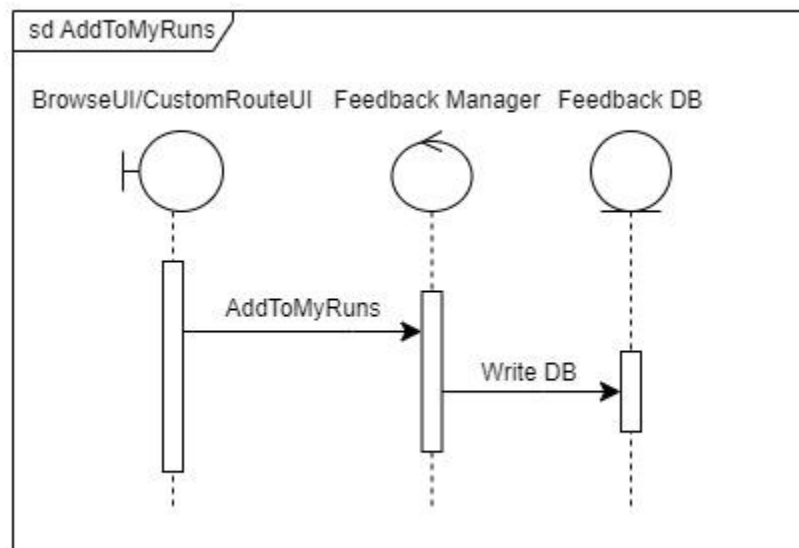 sd AddToMyRuns
BrowseUI/CustomRouteUI
Feedback Manager
Feedback DB
AddToMyRuns
Write DB